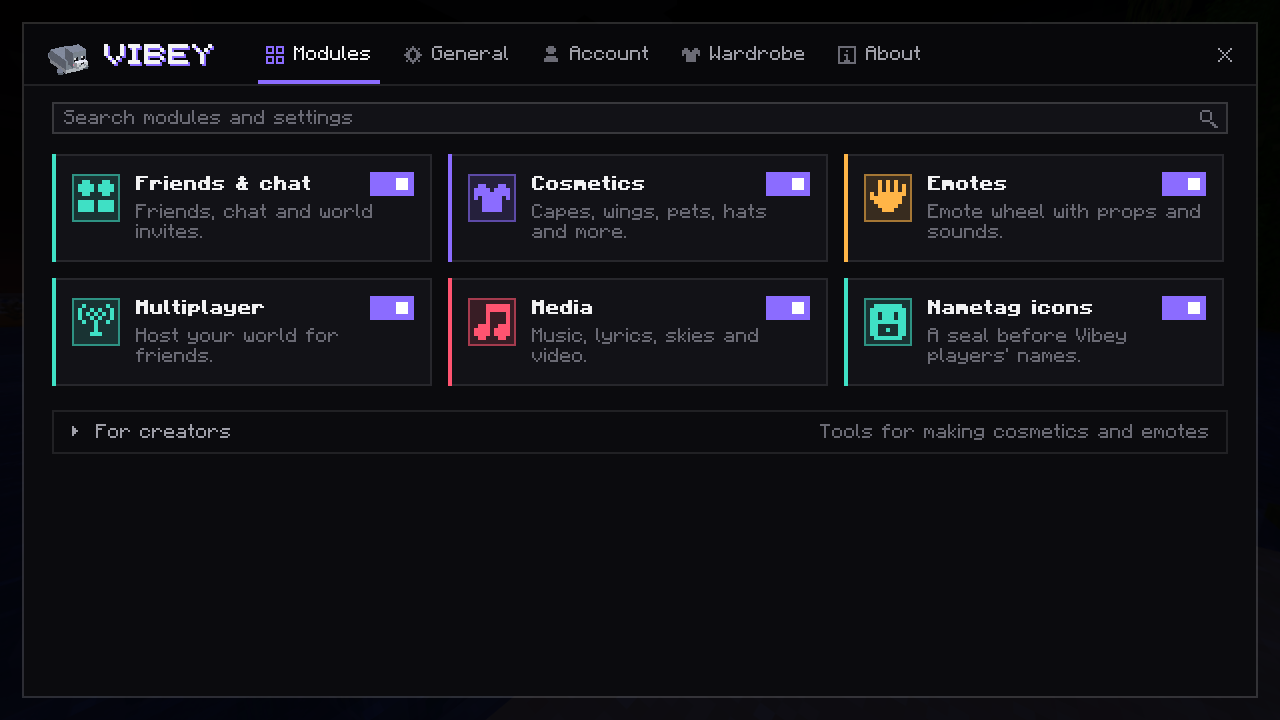 VIBEY
Modules
General
Account
Wardrobe
About
Search modules and settings
Friends & chat
Friends, chat and world
invites.
Cosmetics
Capes, wings, pets, hats
and more.
Emotes
Emote wheel with props and
sounds.
Multiplayer
Host your world for
friends.
Media
Music, lyrics, skies and
video.
Nametag icons
A seal before Vibey
players' names.
For creators
Tools for making cosmetics and emotes